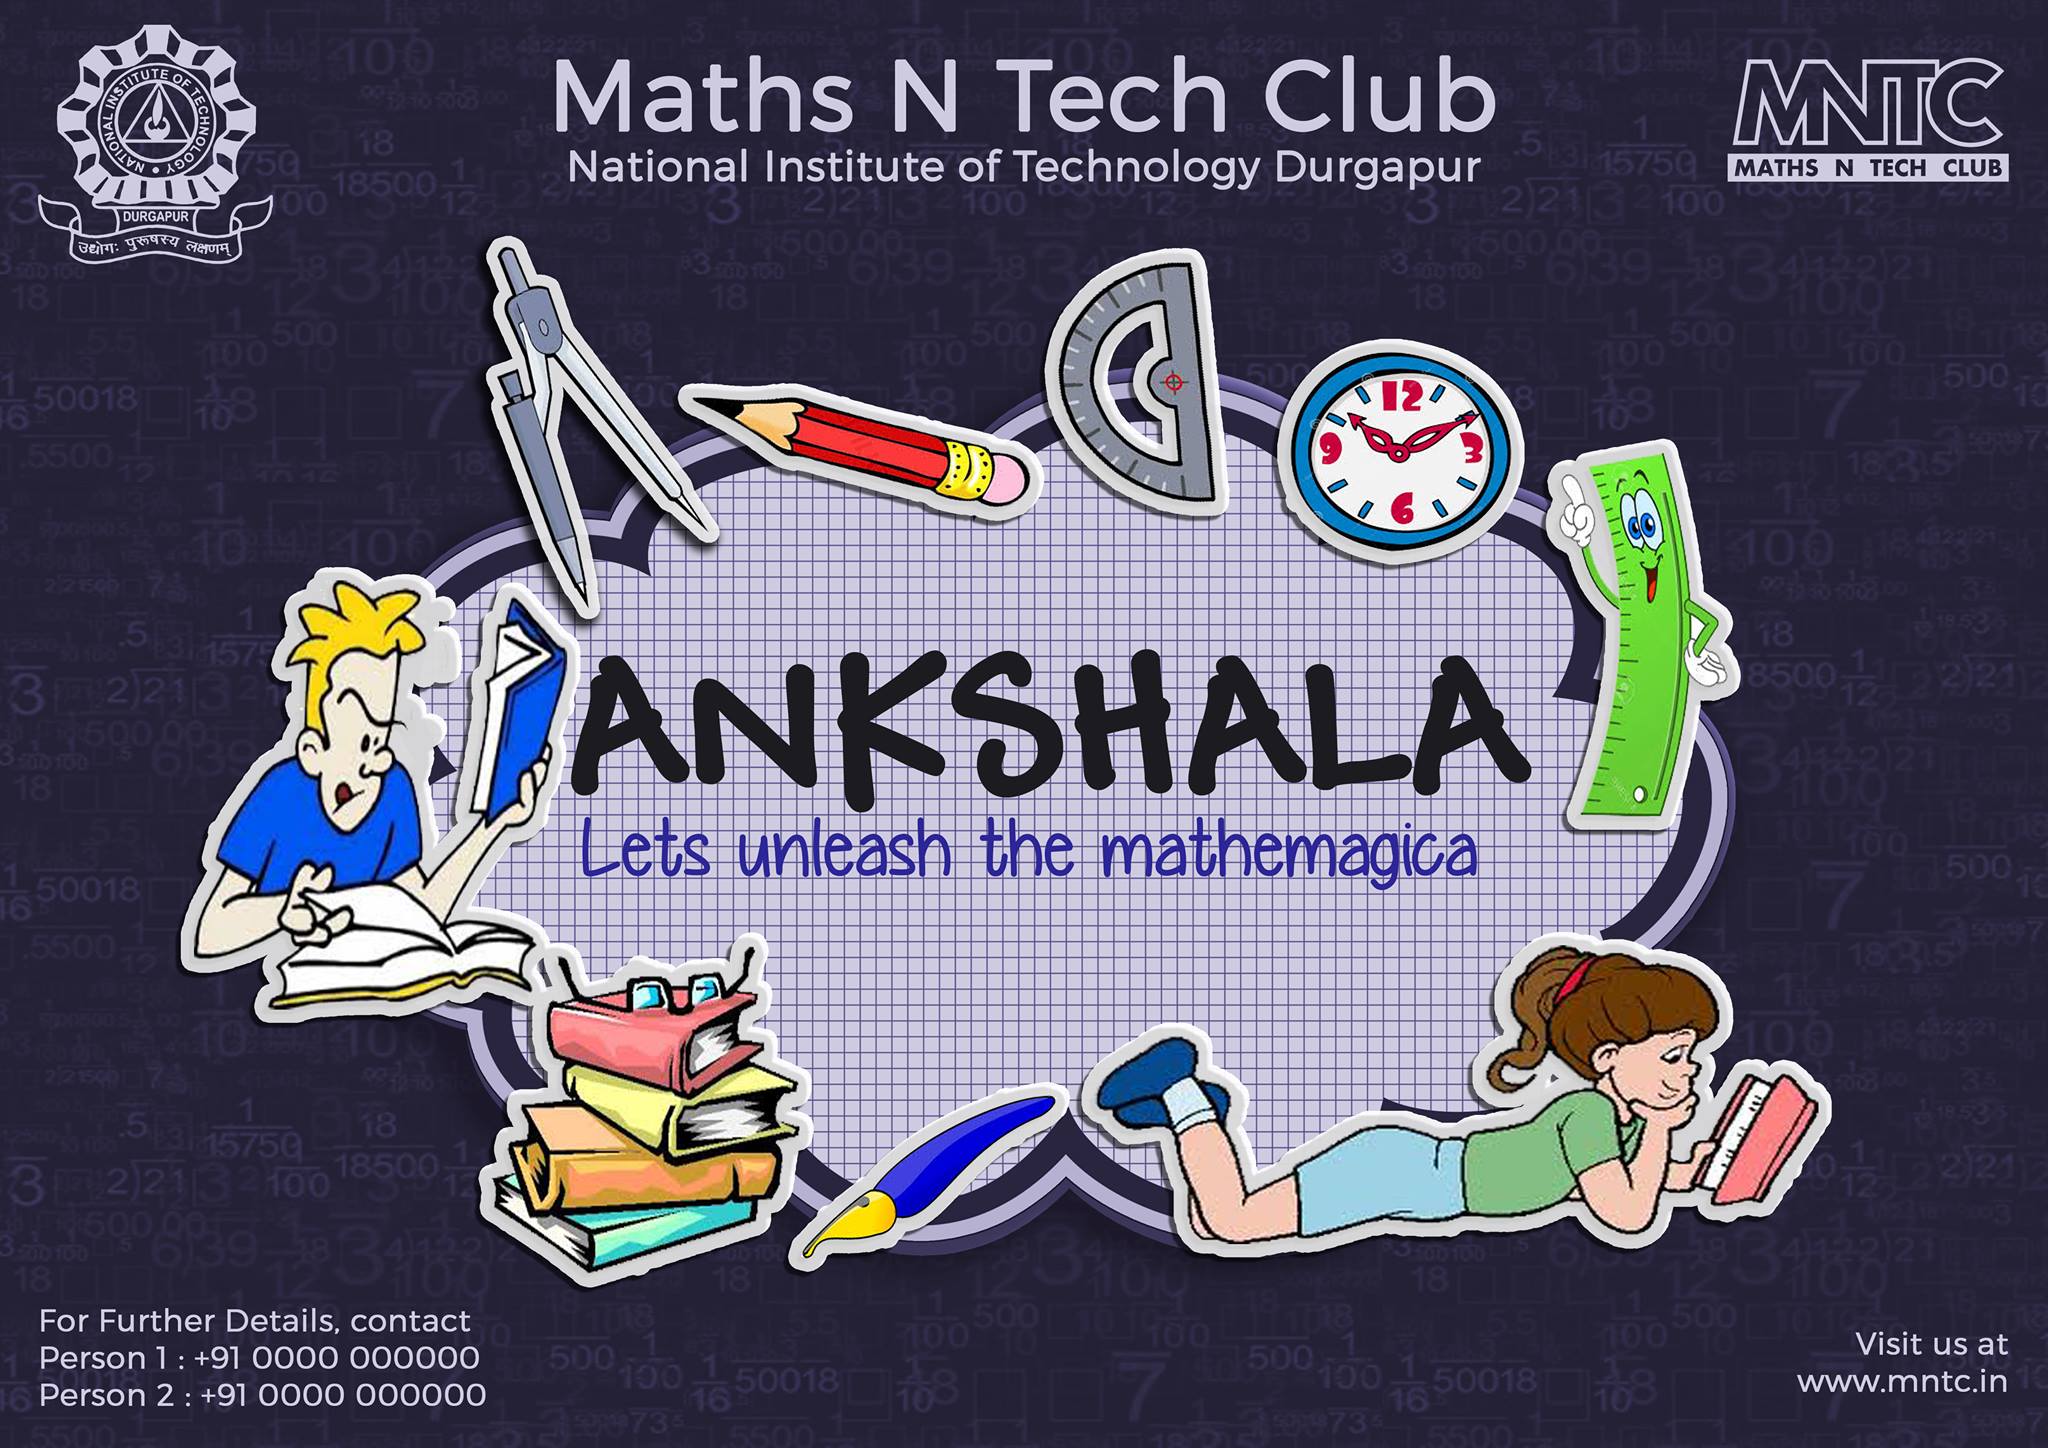 NATIONAL INSTITUTE OF TECHNOLOGY
DURGAPUR
उद्योगः पुरूषस्य लक्षणम्
Maths N Tech Club
National Institute of Technology Durgapur
MNTC
MATHS N TECH CLUB
12
9
3
6
ANKSHALA
Lets unleash the mathemagica
For Further Details, contact
Person 1 : +91 0000 000000
Person 2 : +91 0000 000000
Visit us at
www.mntc.in